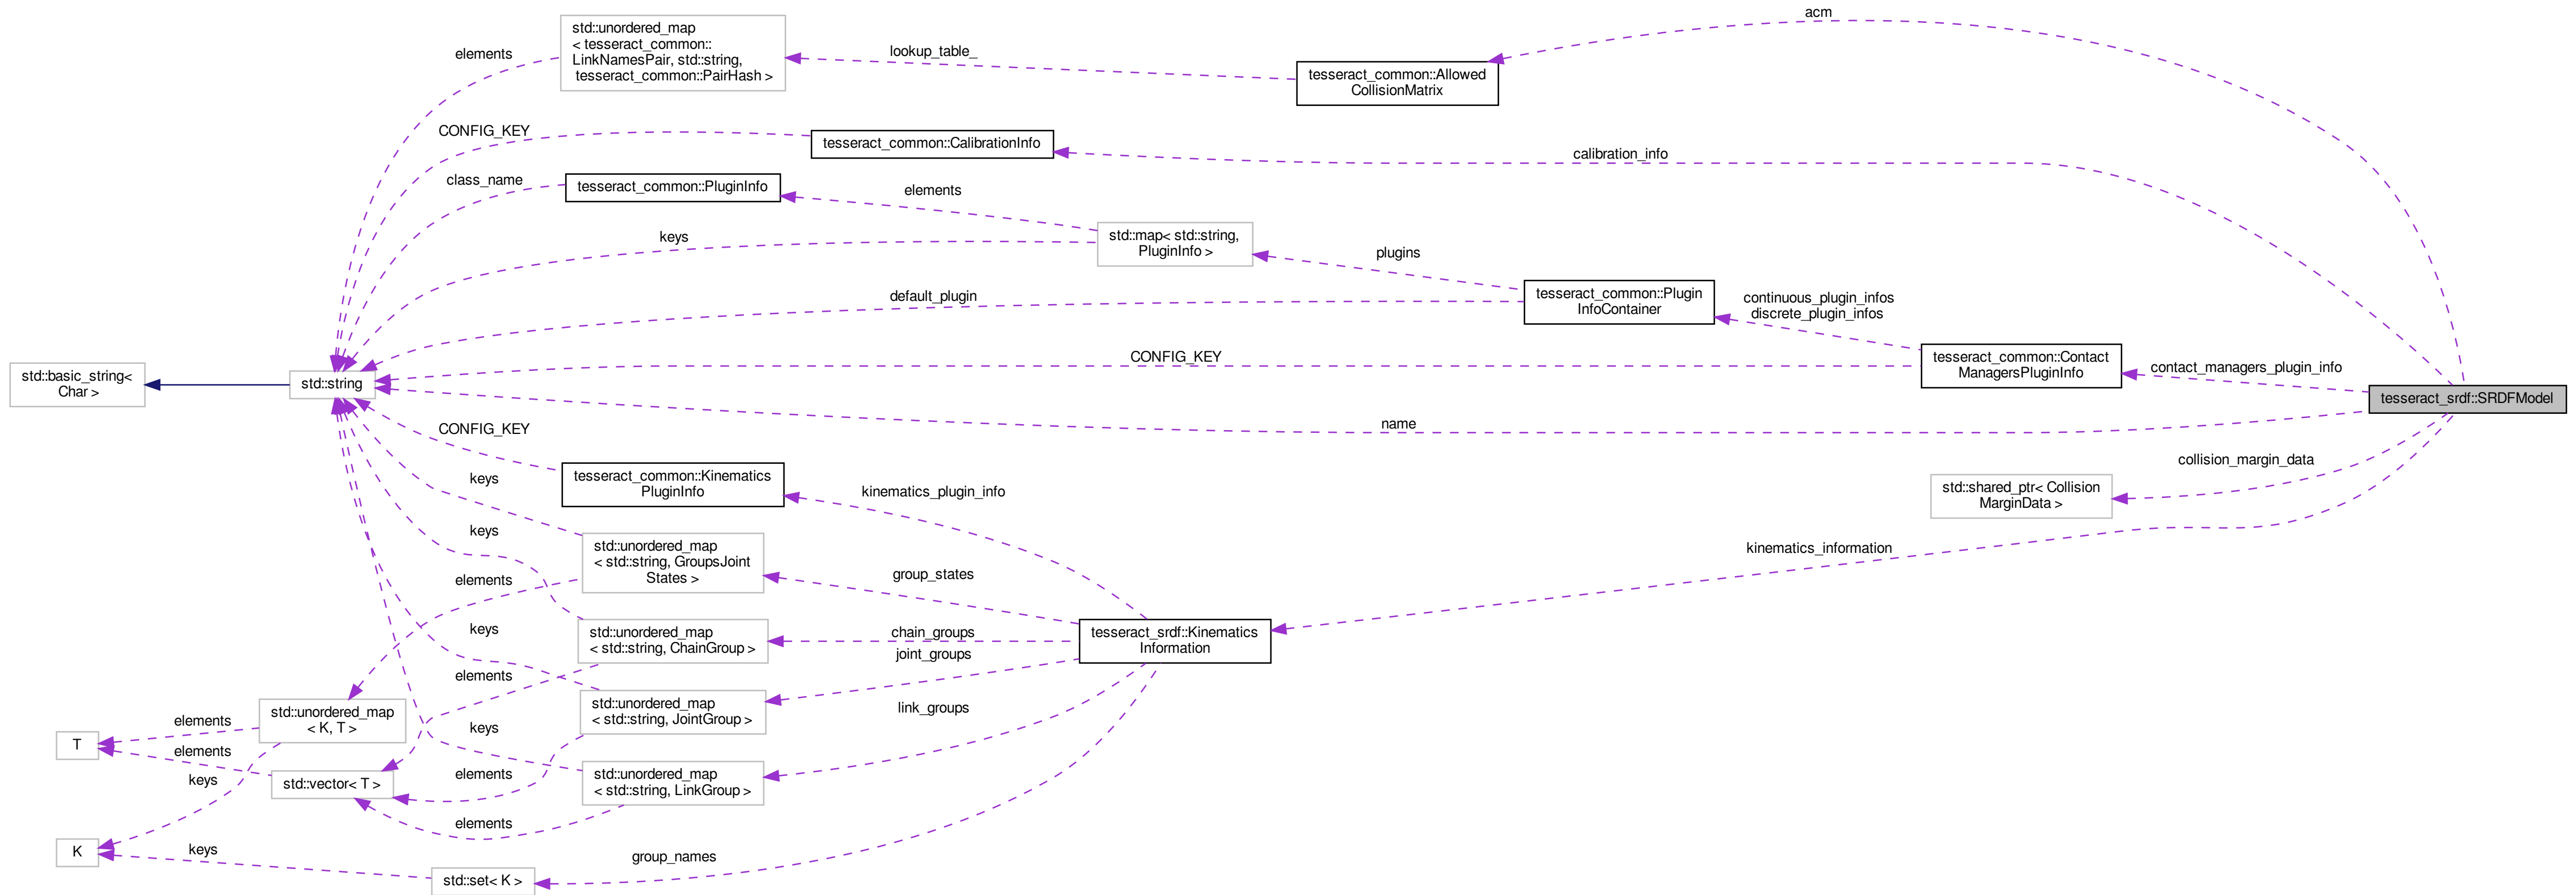 acm
std::unordered_map
< tesseract_common::
LinkNamesPair, std::string,
tesseract_common::PairHash >
elements
lookup_table_
tesseract_common::Allowed
CollisionMatrix
CONFIG_KEY
tesseract_common::CalibrationInfo
calibration_info
class_name
tesseract_common::PluginInfo
elements
keys
std::map< std::string,
PluginInfo >
plugins
default_plugin
tesseract_common::Plugin
InfoContainer
continuous_plugin_infos
discrete_plugin_infos
CONFIG_KEY
tesseract_common::Contact
ManagersPluginInfo
contact_managers_plugin_info
std::basic_string<
Char >
std::string
tesseract_srdf::SRDFModel
name
CONFIG_KEY
tesseract_common::Kinematics
PluginInfo
kinematics_plugin_info
collision_margin_data
std::shared_ptr< Collision
MarginData >
keys
keys
std::unordered_map
< std::string, GroupsJoint
States >
elements
group_states
kinematics_information
keys
std::unordered_map
< std::string, ChainGroup >
chain_groups
joint_groups
tesseract_srdf::Kinematics
Information
elements
std::unordered_map
< std::string, JointGroup >
link_groups
std::unordered_map
< K, T >
elements
keys
T
elements
keys
std::vector< T >
elements
std::unordered_map
< std::string, LinkGroup >
elements
K
keys
group_names
std::set< K >